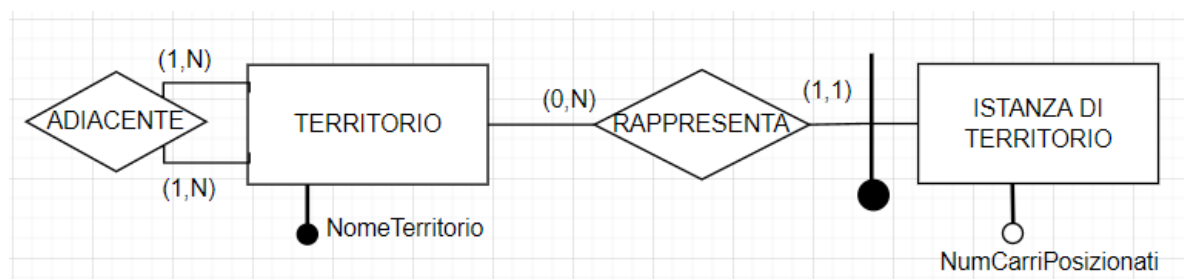 (1,N)
ADIACENTE
(1,N)
TERRITORIO
NomeTerritorio
(0,N)
RAPPRESENTA
(1,1)
ISTANZA DI
TERRITORIO
NumCarriPosizionati